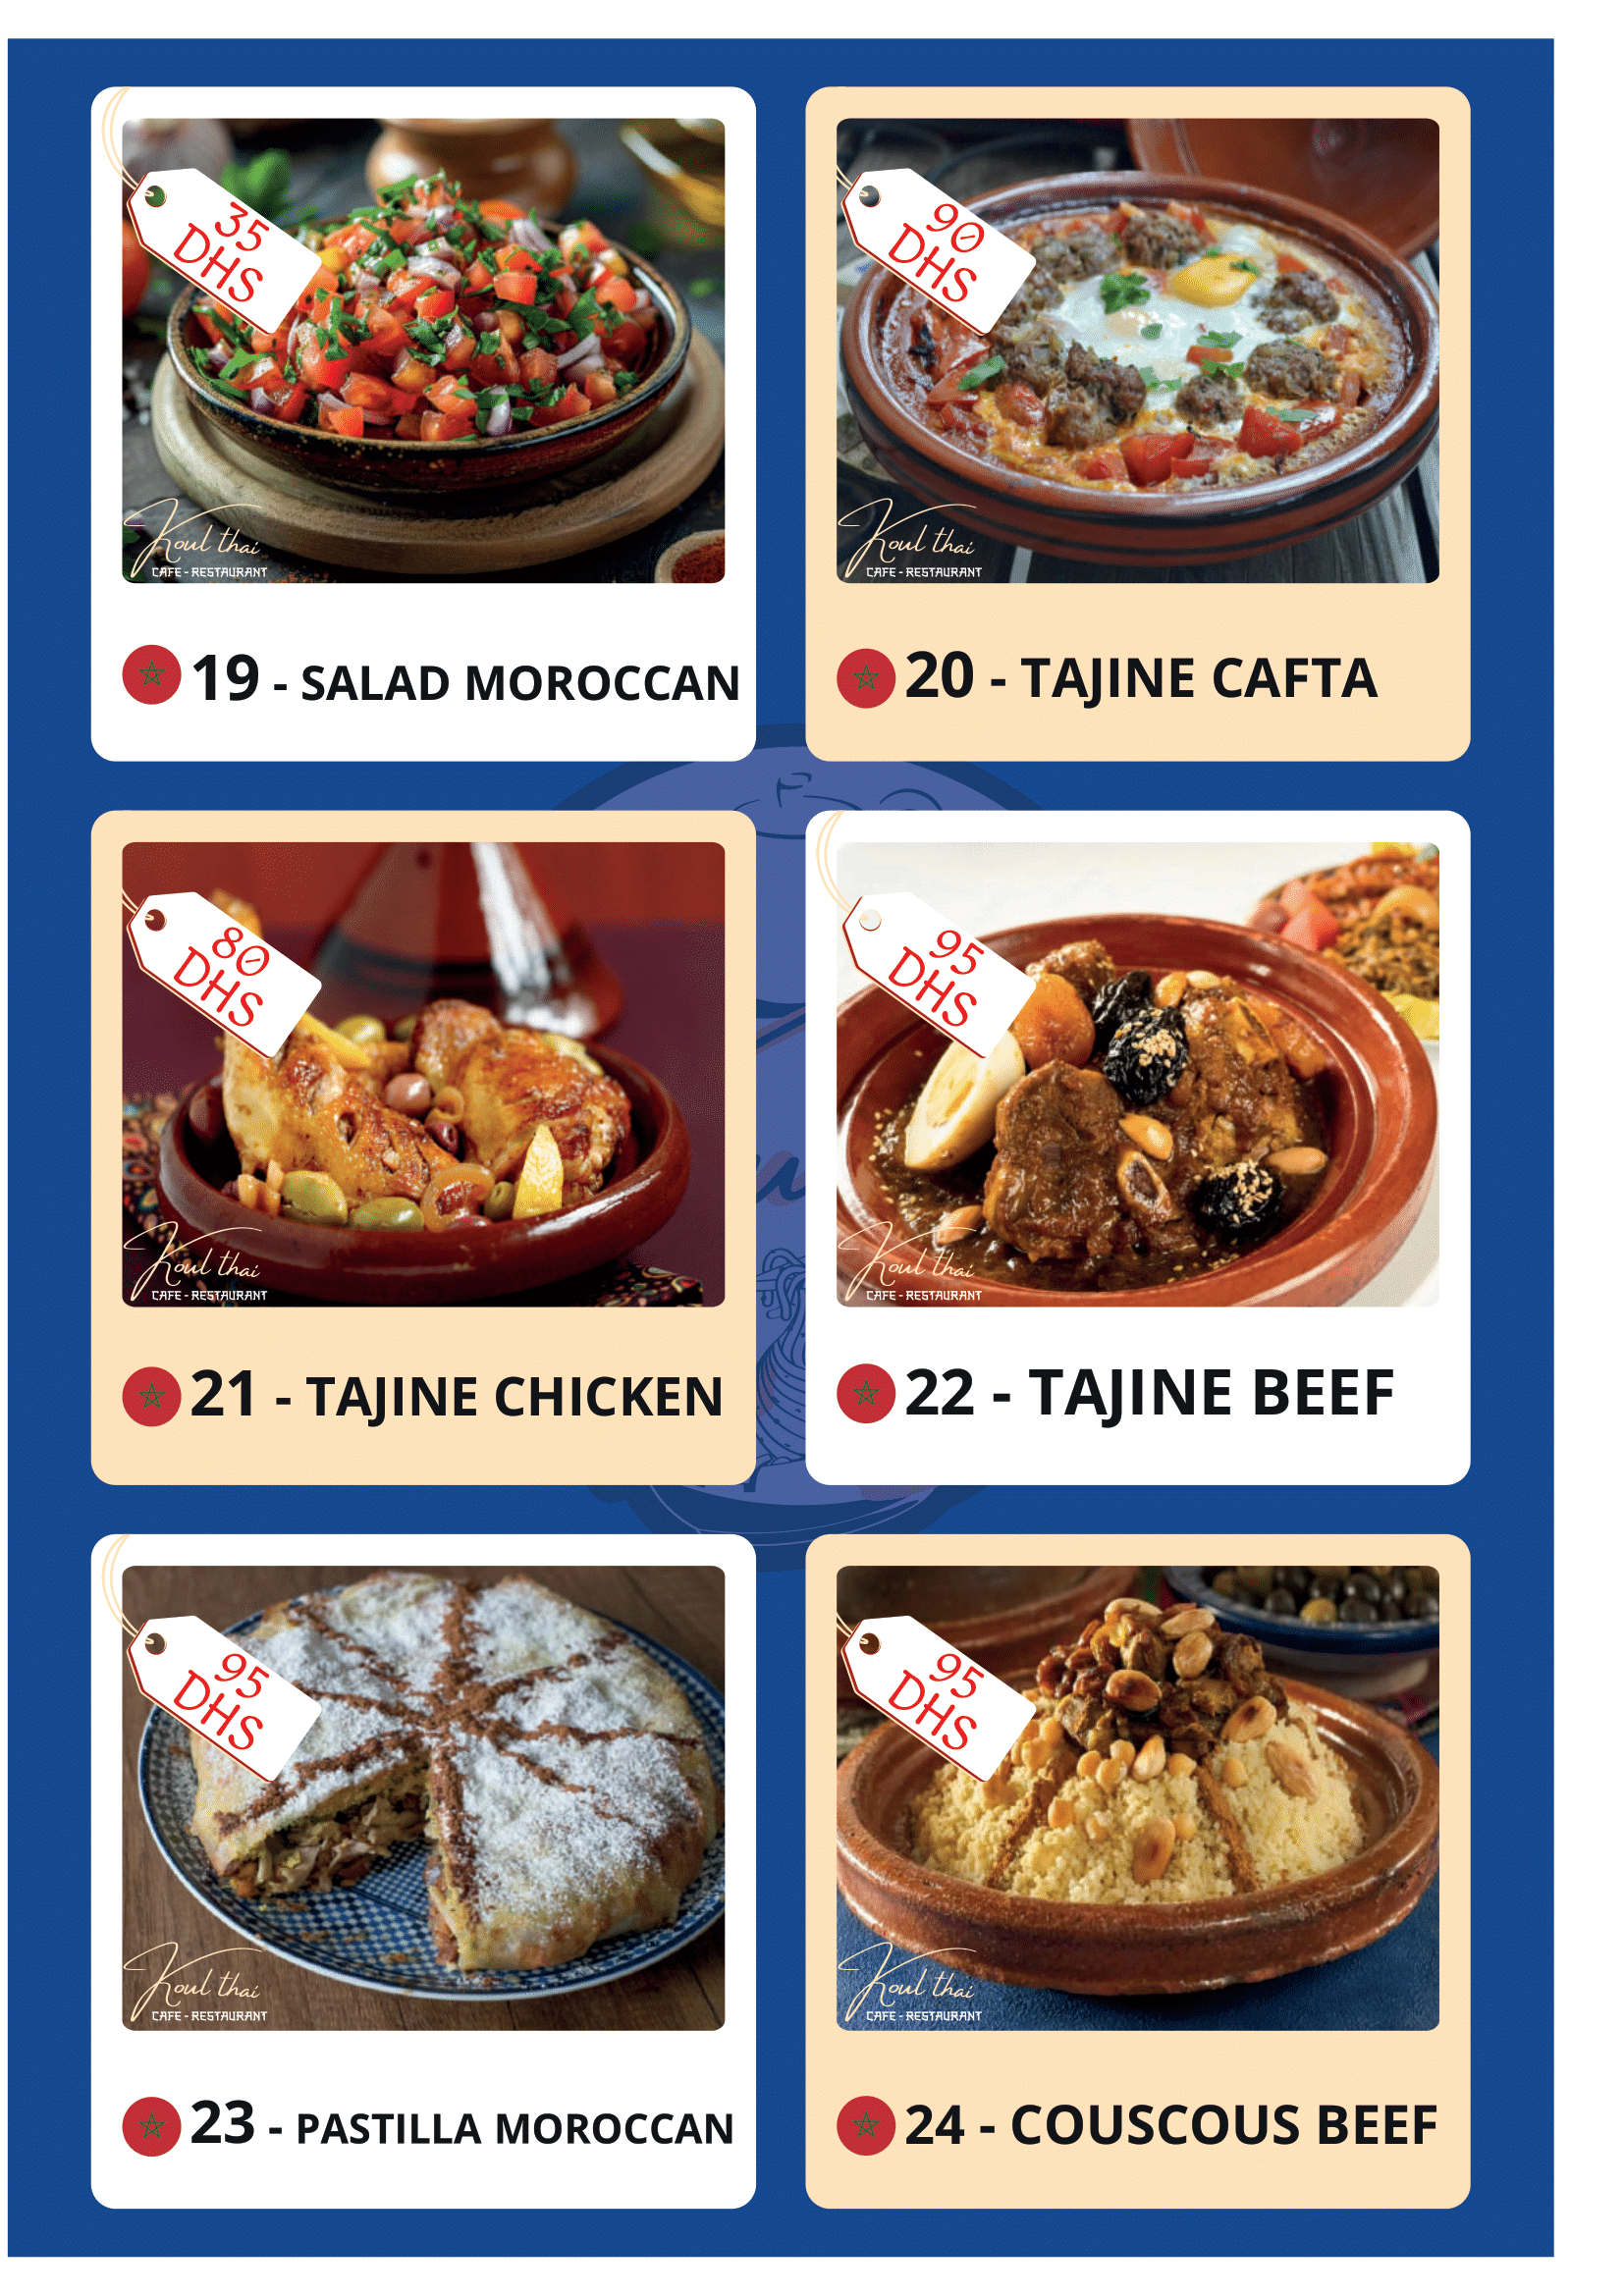 35
DHS
Koul thai
CAFE - RESTAURANT
19 - SALAD MOROCCAN
90
DHS
Koul thai
CAFE - RESTAURANT
20 - TAJINE CAFTA
80
DHS
Koul thai
CAFE - RESTAURANT
21 - TAJINE CHICKEN
95
DHS
Koul thai
CAFE - RESTAURANT
22 - TAJINE BEEF
95
DHS
Koul thai
CAFE - RESTAURANT
23 - PASTILLA MOROCCAN
95
DHS
Koul thai
CAFE - RESTAURANT
24 - COUSCOUS BEEF